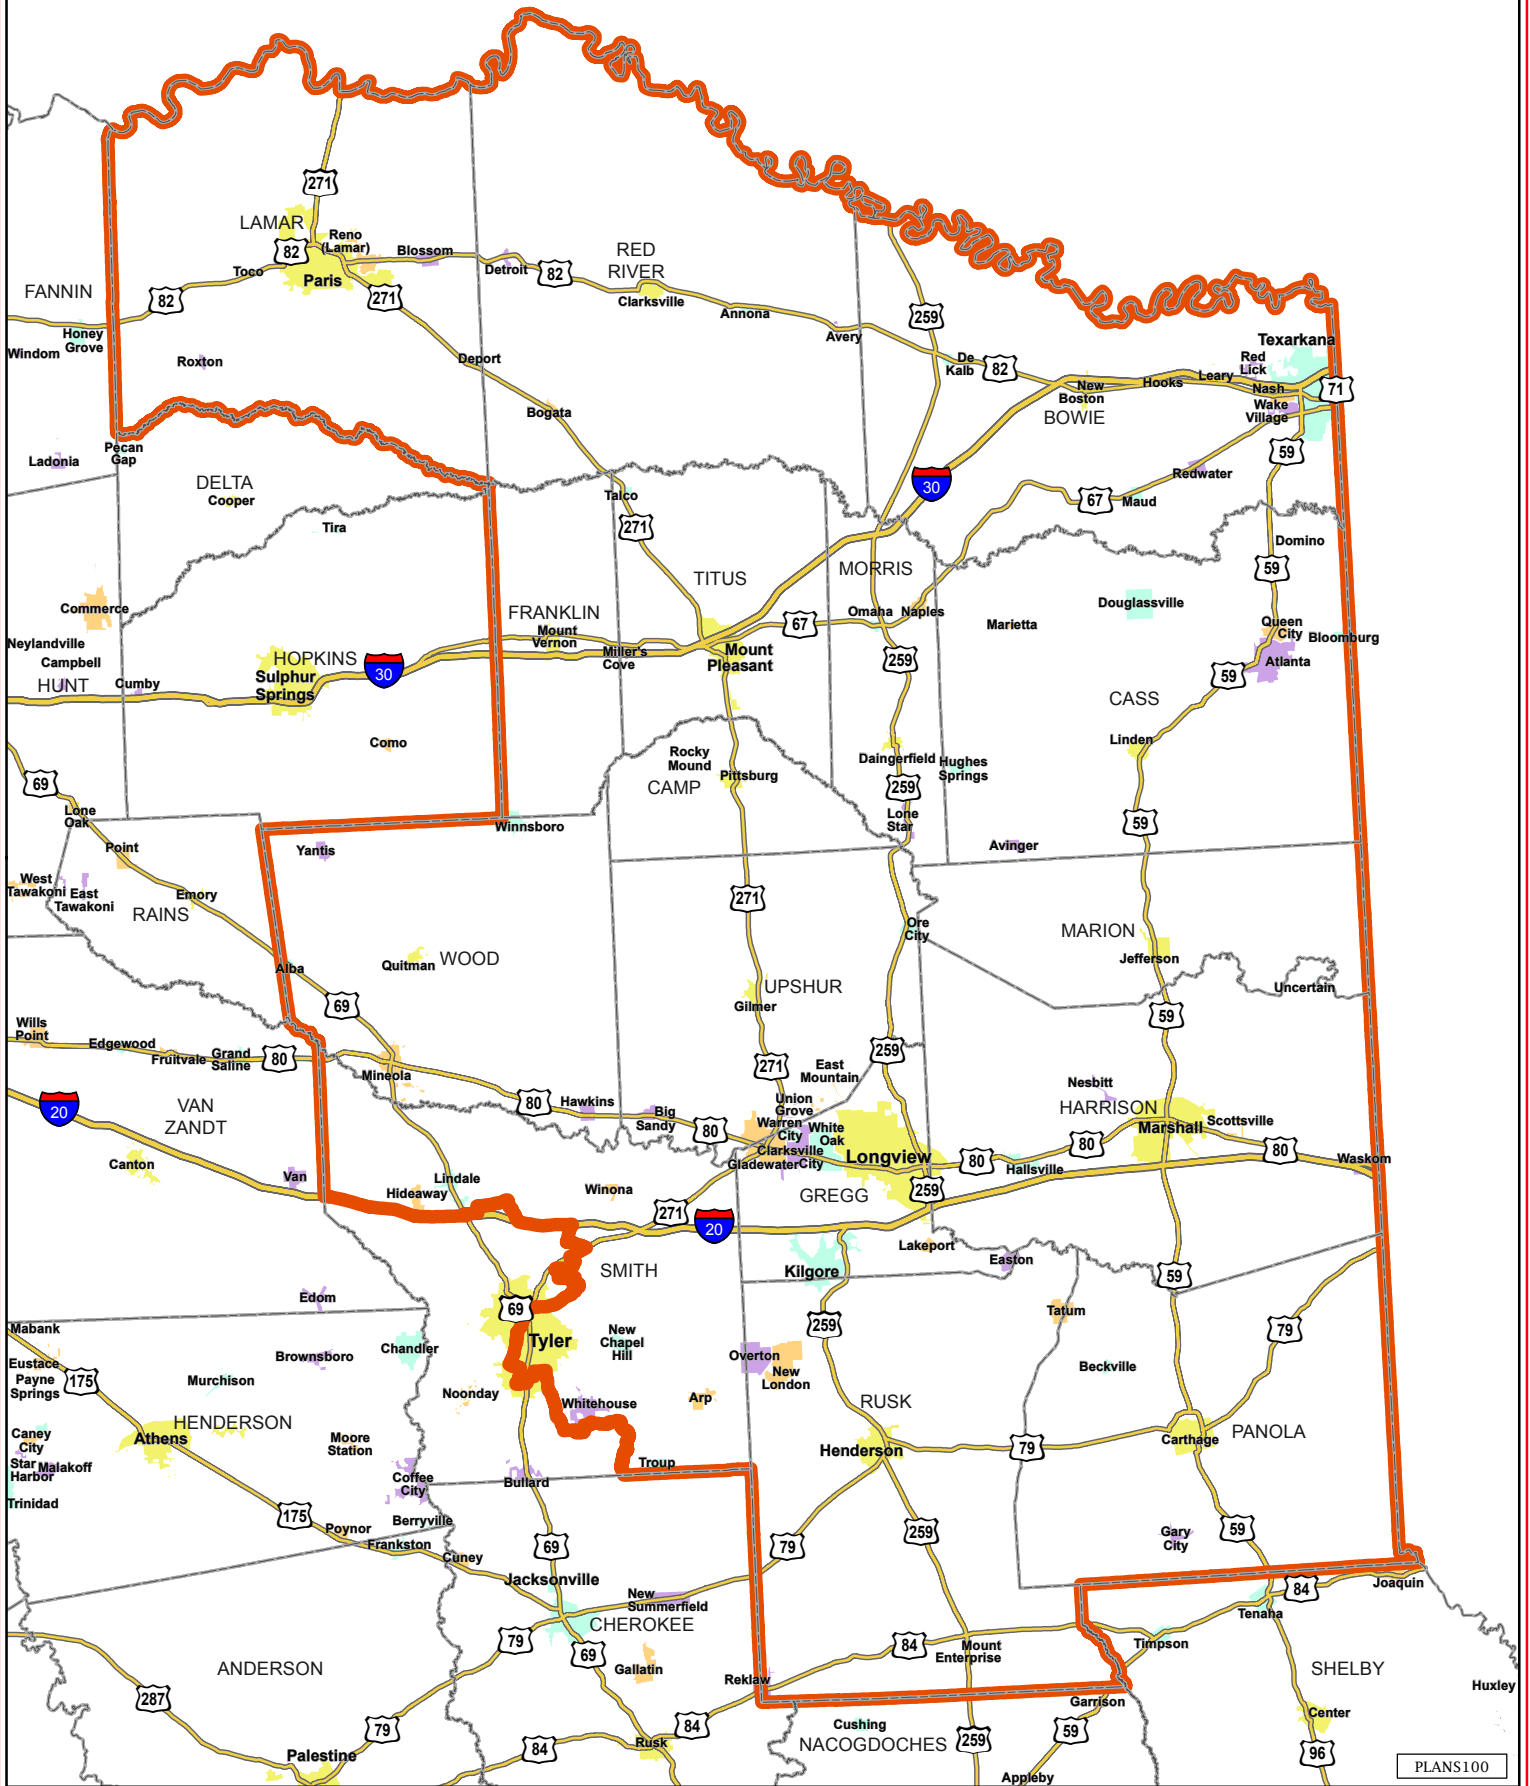 271
LAMAR
Reno
(Lamar)
82
Blossom
RED
RIVER
Toco
Paris
Detroit
82
FANNIN
82
271
Clarksville
Annona
259
Honey
Grove
Windom
Avery
Texarkana
Roxton
Deport
De
Kalb
82
Red
Lick
Leary
New
Boston
Hooks
Nash
71
Bogata
BOWIE
Wake
Village
Pecan
Gap
59
Ladonia
DELTA
Cooper
30
Redwater
Talco
67
Maud
Tira
271
Domino
59
TITUS
MORRIS
Commerce
FRANKLIN
Omaha
Naples
Douglassville
Neylandville
Mount
Vernon
67
Marietta
Queen
City
Bloomburg
Campbell
HOPKINS
30
Miller's
Cove
Mount
Pleasant
259
Atlanta
HUNT
Cumby
Sulphur
Springs
59
CASS
Como
Linden
Rocky
Mound
Daingerfield
Hughes
Springs
69
CAMP
Pittsburg
259
Lone
Oak
Winnsboro
Lone
Star
59
Point
Yantis
Avinger
West
Tawakoni
East
Tawakoni
Emory
271
RAINS
Ore
City
MARION
Quitman
WOOD
Jefferson
Alba
UPSHUR
Uncertain
69
Gilmer
59
Wills
Point
Edgewood
Fruitvale
Grand
Saline
80
259
Mineola
271
East
Mountain
Nesbitt
20
VAN
ZANDT
80
Hawkins
Big
Sandy
Union
Grove
HARRISON
Warren
City
White
Oak
80
80
Marshall
Scottsville
80
Canton
Clarksville
City
Gladewater
Longview
80
Hallsville
Waskom
Van
Lindale
Hideaway
Winona
271
GREGG
259
20
Lakeport
Easton
SMITH
Kilgore
59
Edom
69
Tatum
259
79
Mabank
Tyler
New
Chapel
Hill
Eustace
Brownsboro
Chandler
Overton
Beckville
Payne
Springs
175
Murchison
New
London
Noonday
Whitehouse
Arp
RUSK
HENDERSON
Caney
City
Athens
Moore
Station
Henderson
79
Carthage
PANOLA
Star
Harbor
Malakoff
Troup
Coffee
City
Bullard
Trinidad
175
Berryville
259
59
Poynor
Gary
City
Frankston
69
79
Cuney
Jacksonville
Joaquin
84
New
Summerfield
Tenaha
CHEROKEE
79
69
84
Mount
Enterprise
Timpson
ANDERSON
Gallatin
SHELBY
Reklaw
Huxley
287
Garrison
Center
79
84
Cushing
59
Rusk
NACOGDOCHES
259
Palestine
84
96
Appleby
PLANS100